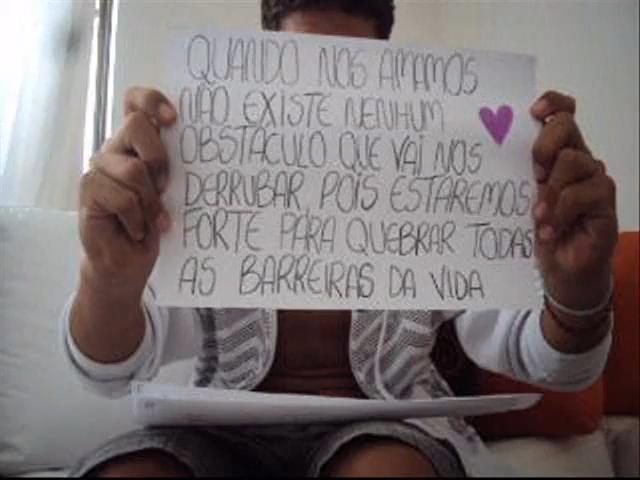 QUANDO NOS AMAMOS
NÃO EXISTE NENHUM
OBSTACULO QUE VAI NOS
DERRUBAR, POIS ESTAREMOS
FORTE PARA QUEBRAR TODAS
AS BARREIRAS DA VIDA